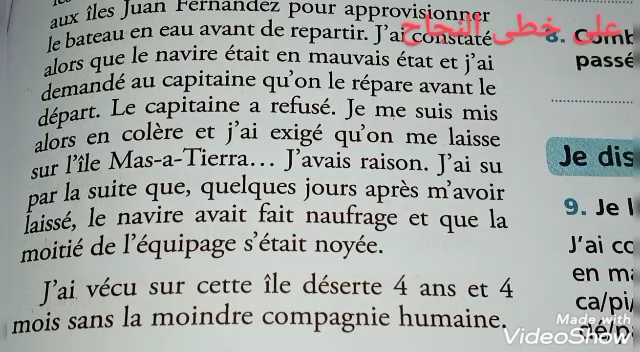 aux îles Juan Fernandez pour approvisionner
le bateau en eau avant de repartir. J'ai constaté
alors que le navire était en mauvais état et j'ai
demandé au capitaine qu'on le répare avant le
départ. Le capitaine a refusé. Je me suis mis
alors en colère et j'ai exigé qu'on me laisse
sur l'île Mas-a-Tierra... J'avais raison. J'ai su
par la suite que, quelques jours après m'avoir
laissé, le navire avait fait naufrage et que la
moitié de l'équipage s'était noyée.
J'ai vécu sur cette île déserte 4 ans et 4
mois sans la moindre compagnie humaine.
على خطى النجاح
8. Comb
passé
Je dis
9. Je l
J'ai co
en ma
ca/pi/
Made with
VideoShow